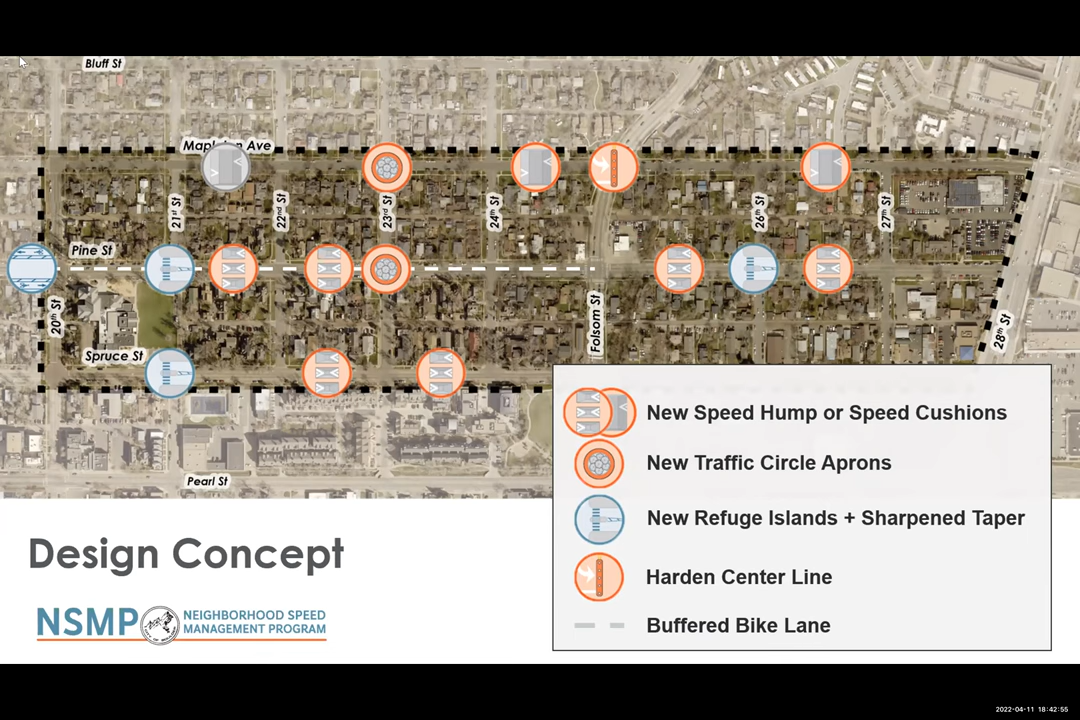 Bluff St
Mapleton Ave
21st St
22nd St
23rd St
24th St
26th St
27th St
Pine St
20th St
Folsom St
28th St
Spruce St
Pearl St
New Speed Hump or Speed Cushions
New Traffic Circle Aprons
New Refuge Islands + Sharpened Taper
Harden Center Line
Buffered Bike Lane
Design Concept
NSMP
NEIGHBORHOOD SPEED
MANAGEMENT PROGRAM
2022-04-11 18:42:55